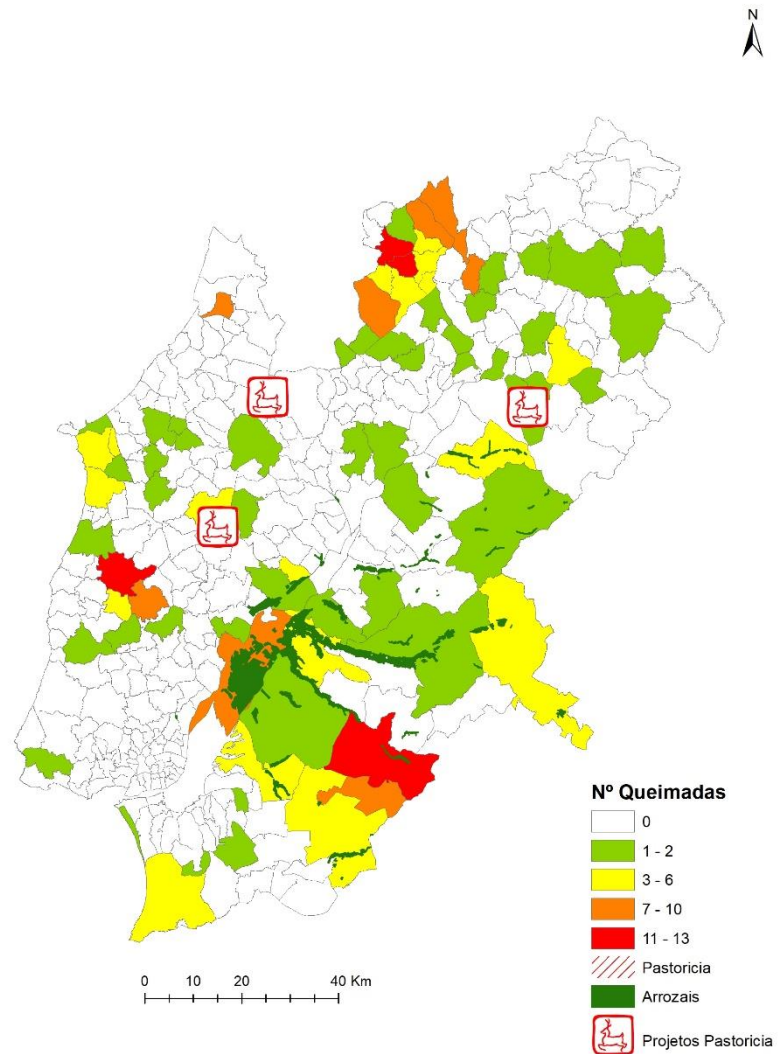 N
Nº Queimadas
0
1 - 2
3 - 6
7 - 10
11 - 13
Pastoricia
Arrozais
Projetos Pastoricia
0 10 20 40 Km